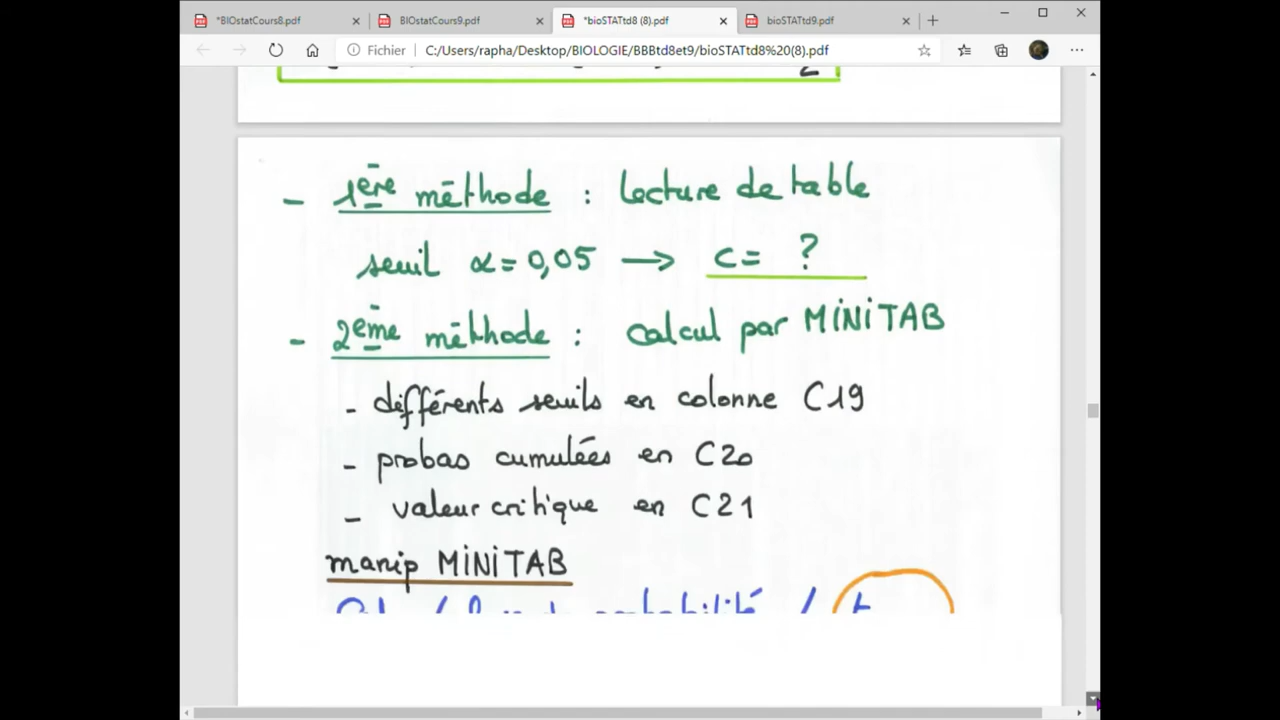 *BIOstatCours8.pdf
BIOstatCours9.pdf
*bioSTATtd8 (8).pdf
bioSTATtd9.pdf
Fichier
C:/Users/rapha/Desktop/BIOLOGIE/BBBtd8et9/bioSTATtd8%20(8).pdf
- 1ère méthode : lecture de table
seuil α = 0,05 → c = ?
- 2ème méthode : calcul par MINITAB
- différents seuils en colonne C19
- probas cumulées en C20
- valeur critique en C21
manip MINITAB
probabilité / t